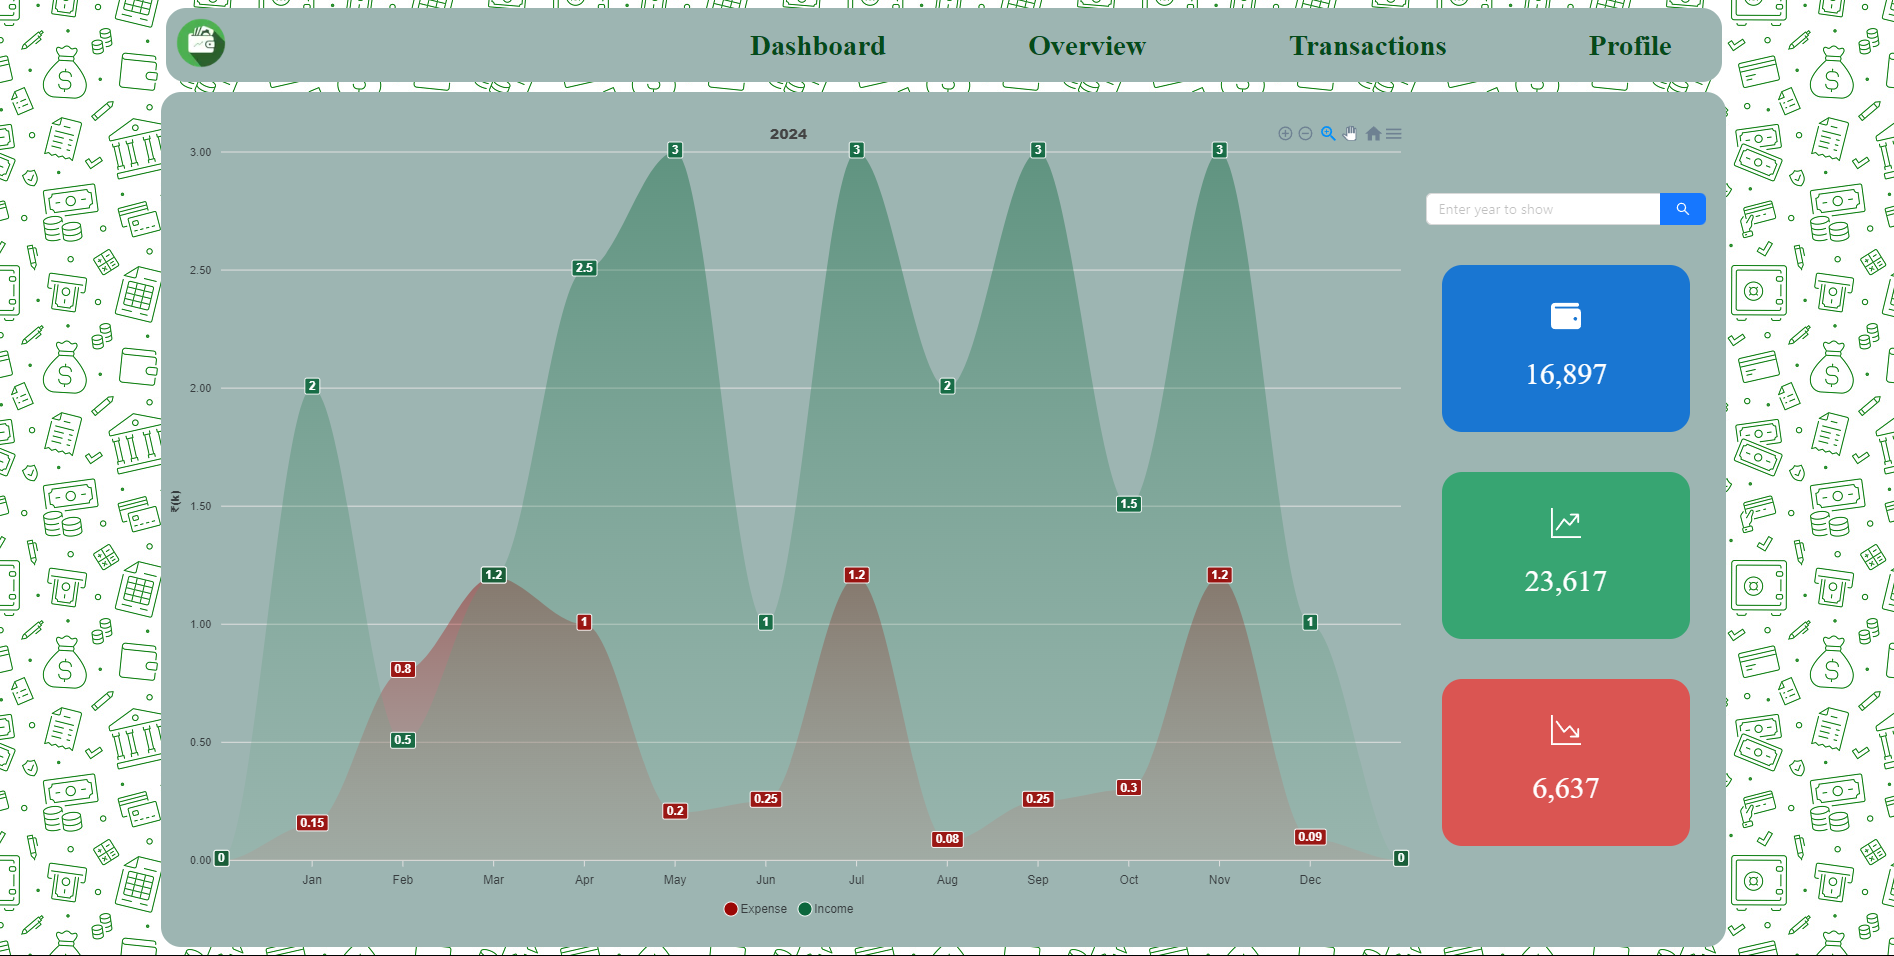 Dashboard Overview Transactions Profile
2024
3.00
2.50
2.00
1.50
1.00
0.50
0.00
₹(k)
3 3 3 3
2.5
2 2
1.5
1.2 1.2 1.2
1 1 1
0.8
0.5
0.15 0.2 0.25 0.08 0.25 0.3 0.09
0 0
Jan Feb Mar Apr May Jun Jul Aug Sep Oct Nov Dec
Expense Income
Enter year to show
16,897
23,617
6,637